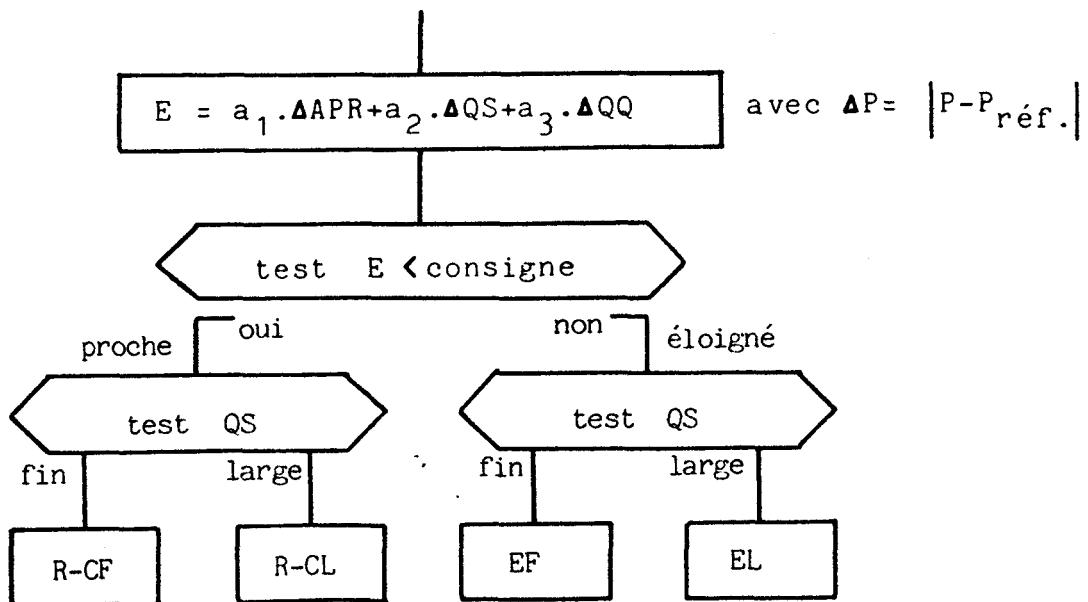 E = a₁.ΔAPR+a₂.ΔQS+a₃.ΔQQ avec ΔP= |P-P réf.|
test E < consigne
proche oui non éloigné
test QS test QS
fin large fin large
R-CF R-CL EF EL